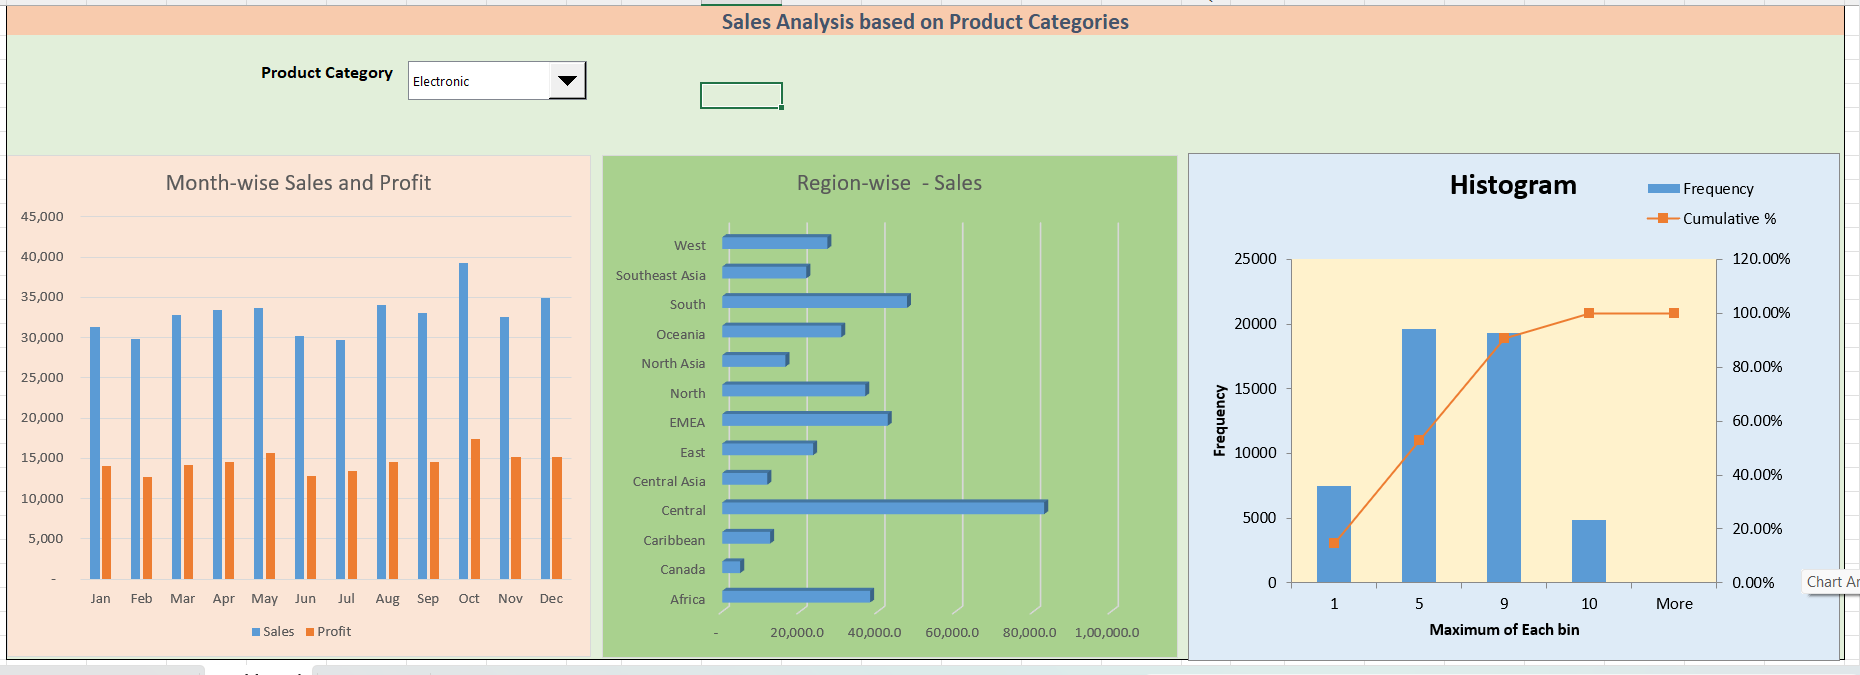 Sales Analysis based on Product Categories
Product Category
Electronic
Month-wise Sales and Profit
45,000
40,000
35,000
30,000
25,000
20,000
15,000
10,000
5,000
-
Jan Feb Mar Apr May Jun Jul Aug Sep Oct Nov Dec
Sales Profit
Region-wise - Sales
West
Southeast Asia
South
Oceania
North Asia
North
EMEA
East
Central Asia
Central
Caribbean
Canada
Africa
- 20,000.0 40,000.0 60,000.0 80,000.0 1,00,000.0
Histogram
Frequency
Cumulative %
Frequency
25000
20000
15000
10000
5000
0
120.00%
100.00%
80.00%
60.00%
40.00%
20.00%
0.00%
1 5 9 10 More
Maximum of Each bin
Chart Ar